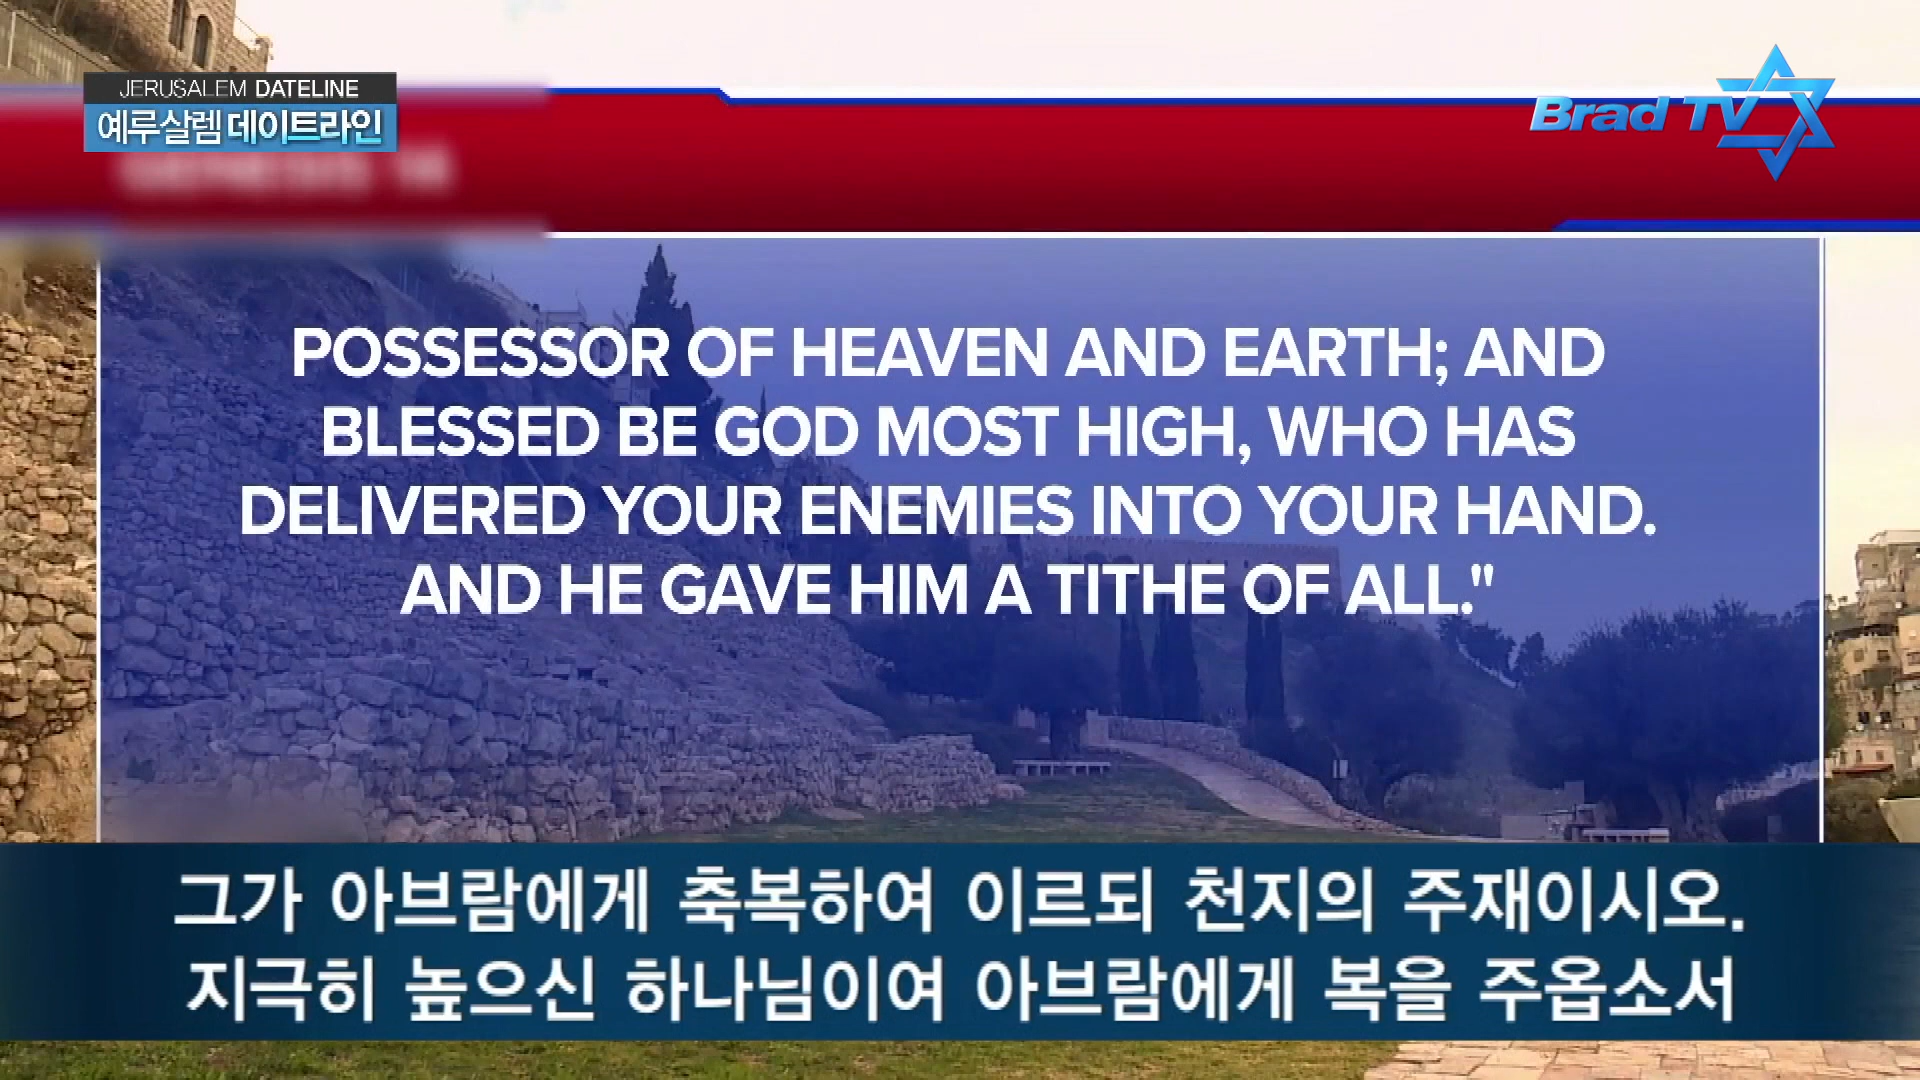 JERUSALEM DATELINE
예루살렘 데이트라인
Brad TV
POSSESSOR OF HEAVEN AND EARTH; AND
BLESSED BE GOD MOST HIGH, WHO HAS
DELIVERED YOUR ENEMIES INTO YOUR HAND.
AND HE GAVE HIM A TITHE OF ALL."
그가 아브람에게 축복하여 이르되 천지의 주재이시오.
지극히 높으신 하나님이여 아브람에게 복을 주옵소서